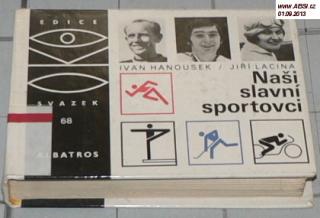 www.ABSI.cz
01.09.2013
EDICE
SVAZEK
68
ALBATROS
IVAN HANOUSEK / JIŘÍ LACINA
Naši
slavní
sportovci